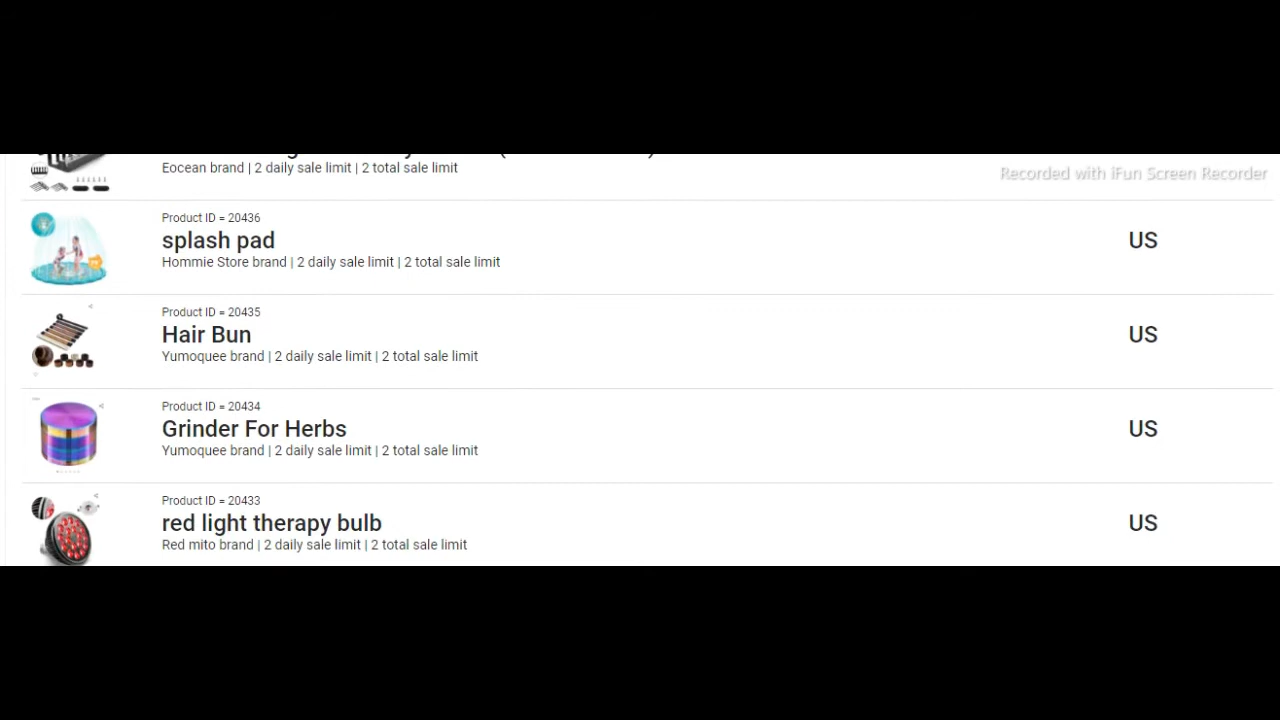 Eocean brand | 2 daily sale limit | 2 total sale limit
Recorded with iFun Screen Recorder
Product ID = 20436
splash pad
US
Hommie Store brand | 2 daily sale limit | 2 total sale limit
Product ID = 20435
Hair Bun
US
Yumoquee brand | 2 daily sale limit | 2 total sale limit
Product ID = 20434
Grinder For Herbs
US
Yumoquee brand | 2 daily sale limit | 2 total sale limit
Product ID = 20433
red light therapy bulb
US
Red mito brand | 2 daily sale limit | 2 total sale limit